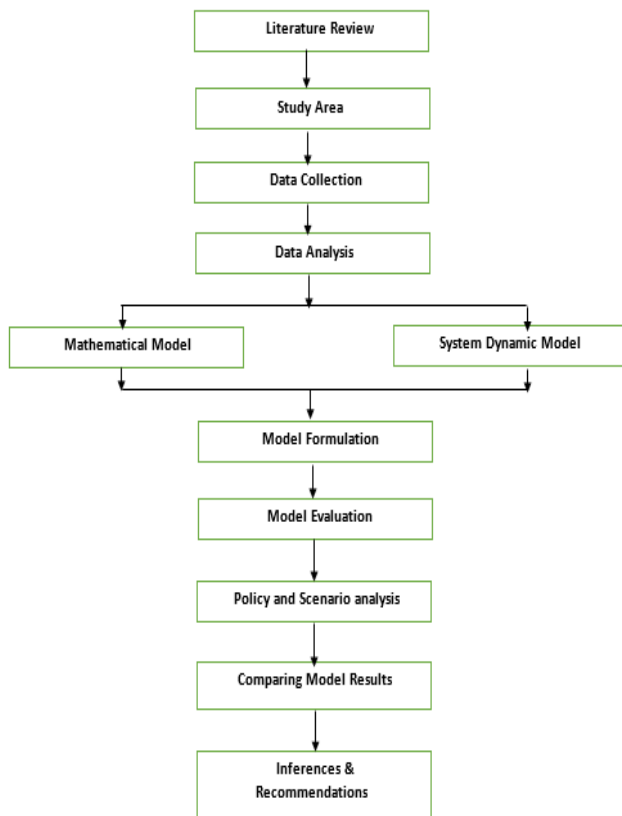 Literature Review
Study Area
Data Collection
Data Analysis
Mathematical Model
System Dynamic Model
Model Formulation
Model Evaluation
Policy and Scenario analysis
Comparing Model Results
Inferences &
Recommendations